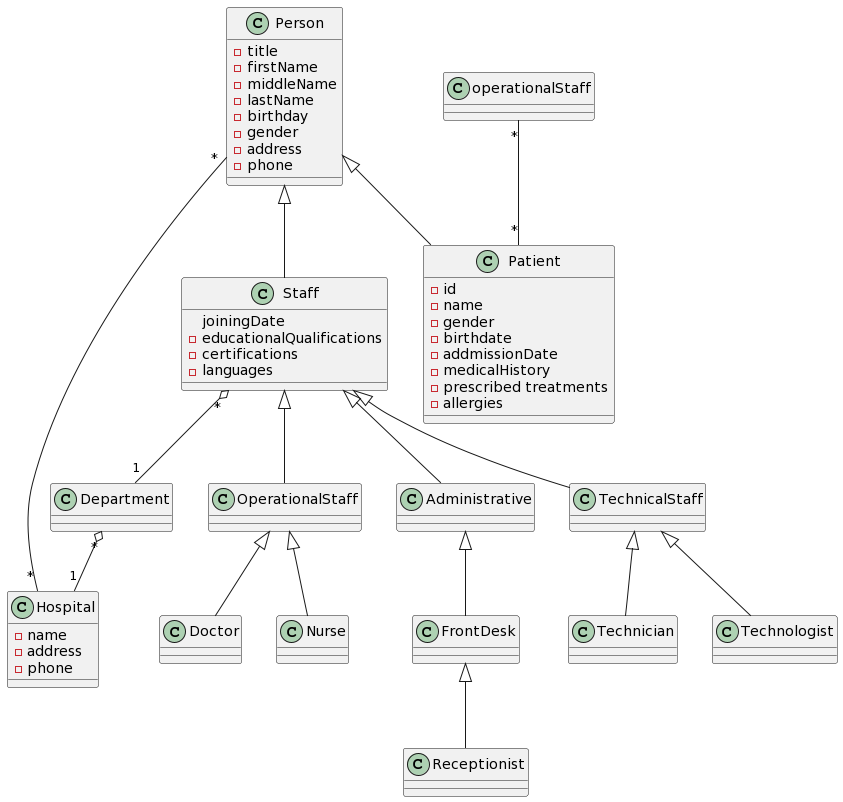 C Person
title
firstName
middleName
lastName
birthday
gender
address
phone
C operationalStaff
*
*
*
*
C Patient
id
name
gender
birthdate
addmissionDate
medicalHistory
prescribed treatments
allergies
C Staff
joiningDate
educationalQualifications
certifications
languages
*
1
C Department
C OperationalStaff
C Administrative
C TechnicalStaff
*
1
C Hospital
name
address
phone
C Doctor
C Nurse
C FrontDesk
C Technician
C Technologist
C Receptionist